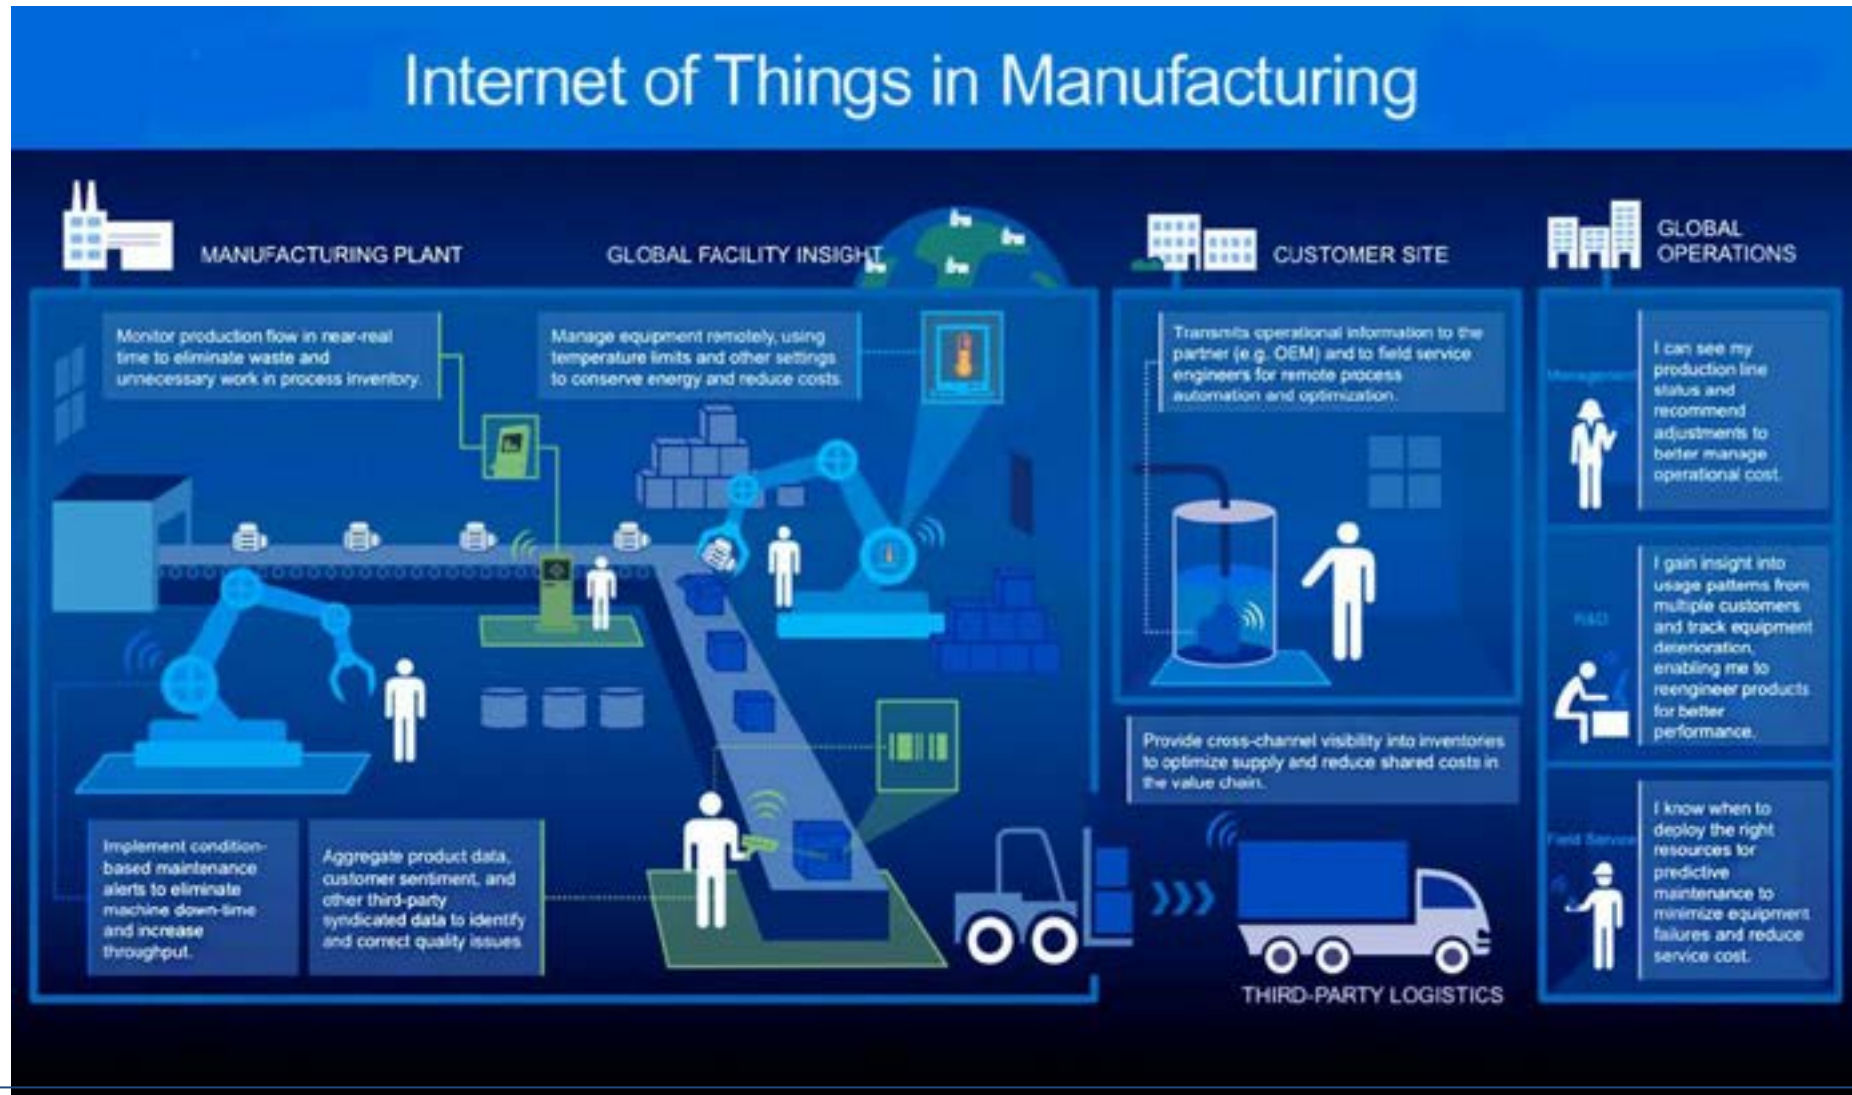 Internet of Things in Manufacturing
MANUFACTURING PLANT
GLOBAL FACILITY INSIGHT
CUSTOMER SITE
GLOBAL
OPERATIONS
Monitor production flow in near-real
time to eliminate waste and
unnecessary work in process inventory.
Manage equipment remotely, using
temperature limits and other settings
to conserve energy and reduce costs.
Implement condition-
based maintenance
alerts to eliminate
machine down-time
and increase
throughput.
Aggregate product data,
customer sentiment, and
other third-party
syndicated data to identify
and correct quality issues
Transmits operational information to the
partner (e.g. OEM) and to field service
engineers for remote process
automation and optimization.
Provide cross-channel visibility into inventories
to optimize supply and reduce shared costs in
the value chain.
THIRD-PARTY LOGISTICS
Management
I can see my
production line
status and
recommend
adjustments to
better manage
operational cost.
R&D
I gain insight into
usage patterns from
multiple customers
and track equipment
deterioration,
enabling me to
reengineer products
for better
performance.
Field Service
I know when to
deploy the right
resources for
predictive
maintenance to
minimize equipment
failures and reduce
service cost.